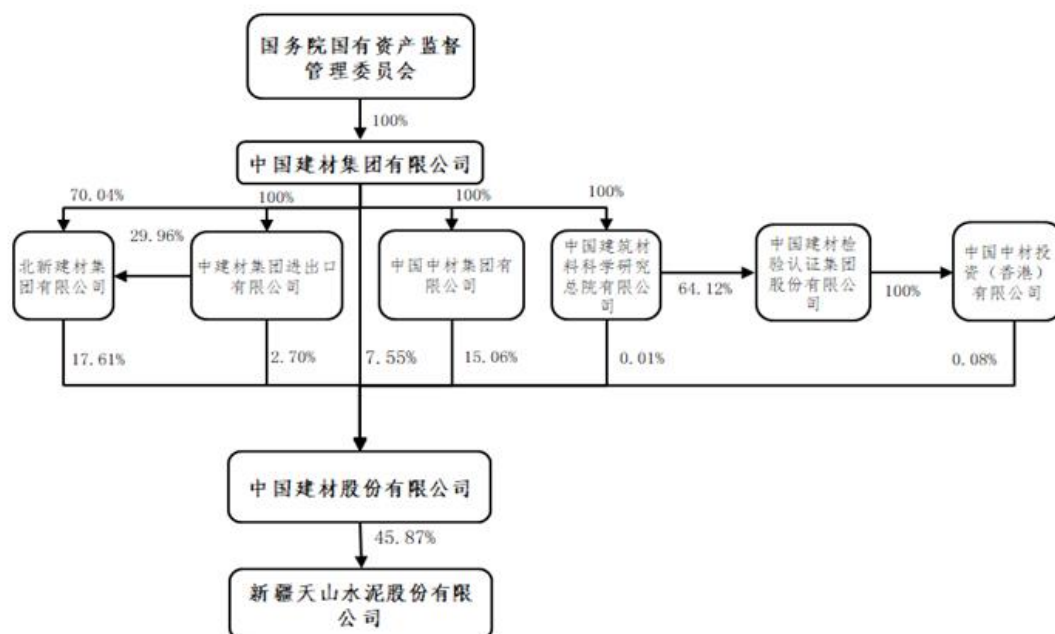 国务院国有资产监督
管理委员会
100%
中国建材集团有限公司
70.04%
100%
100%
100%
29.96%
北新建材集
团有限公司
中建材集团进出口
有限公司
中国中材集团有
限公司
中国建筑材
料科学研究
总院有限公
司
64.12%
中国建材检
验认证集团
股份有限公
司
100%
中国中材投
资（香港）
有限公司
17.61%
2.70%
7.55%
15.06%
0.01%
0.08%
中国建材股份有限公司
45.87%
新疆天山水泥股份有限
公司